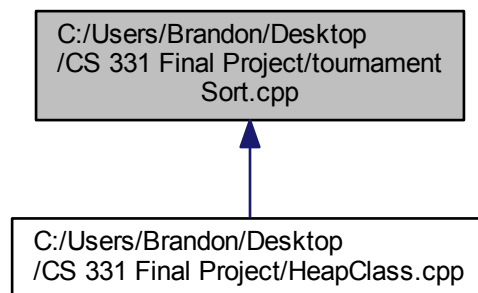 C:/Users/Brandon/Desktop
/CS 331 Final Project/tournament
Sort.cpp
C:/Users/Brandon/Desktop
/CS 331 Final Project/HeapClass.cpp